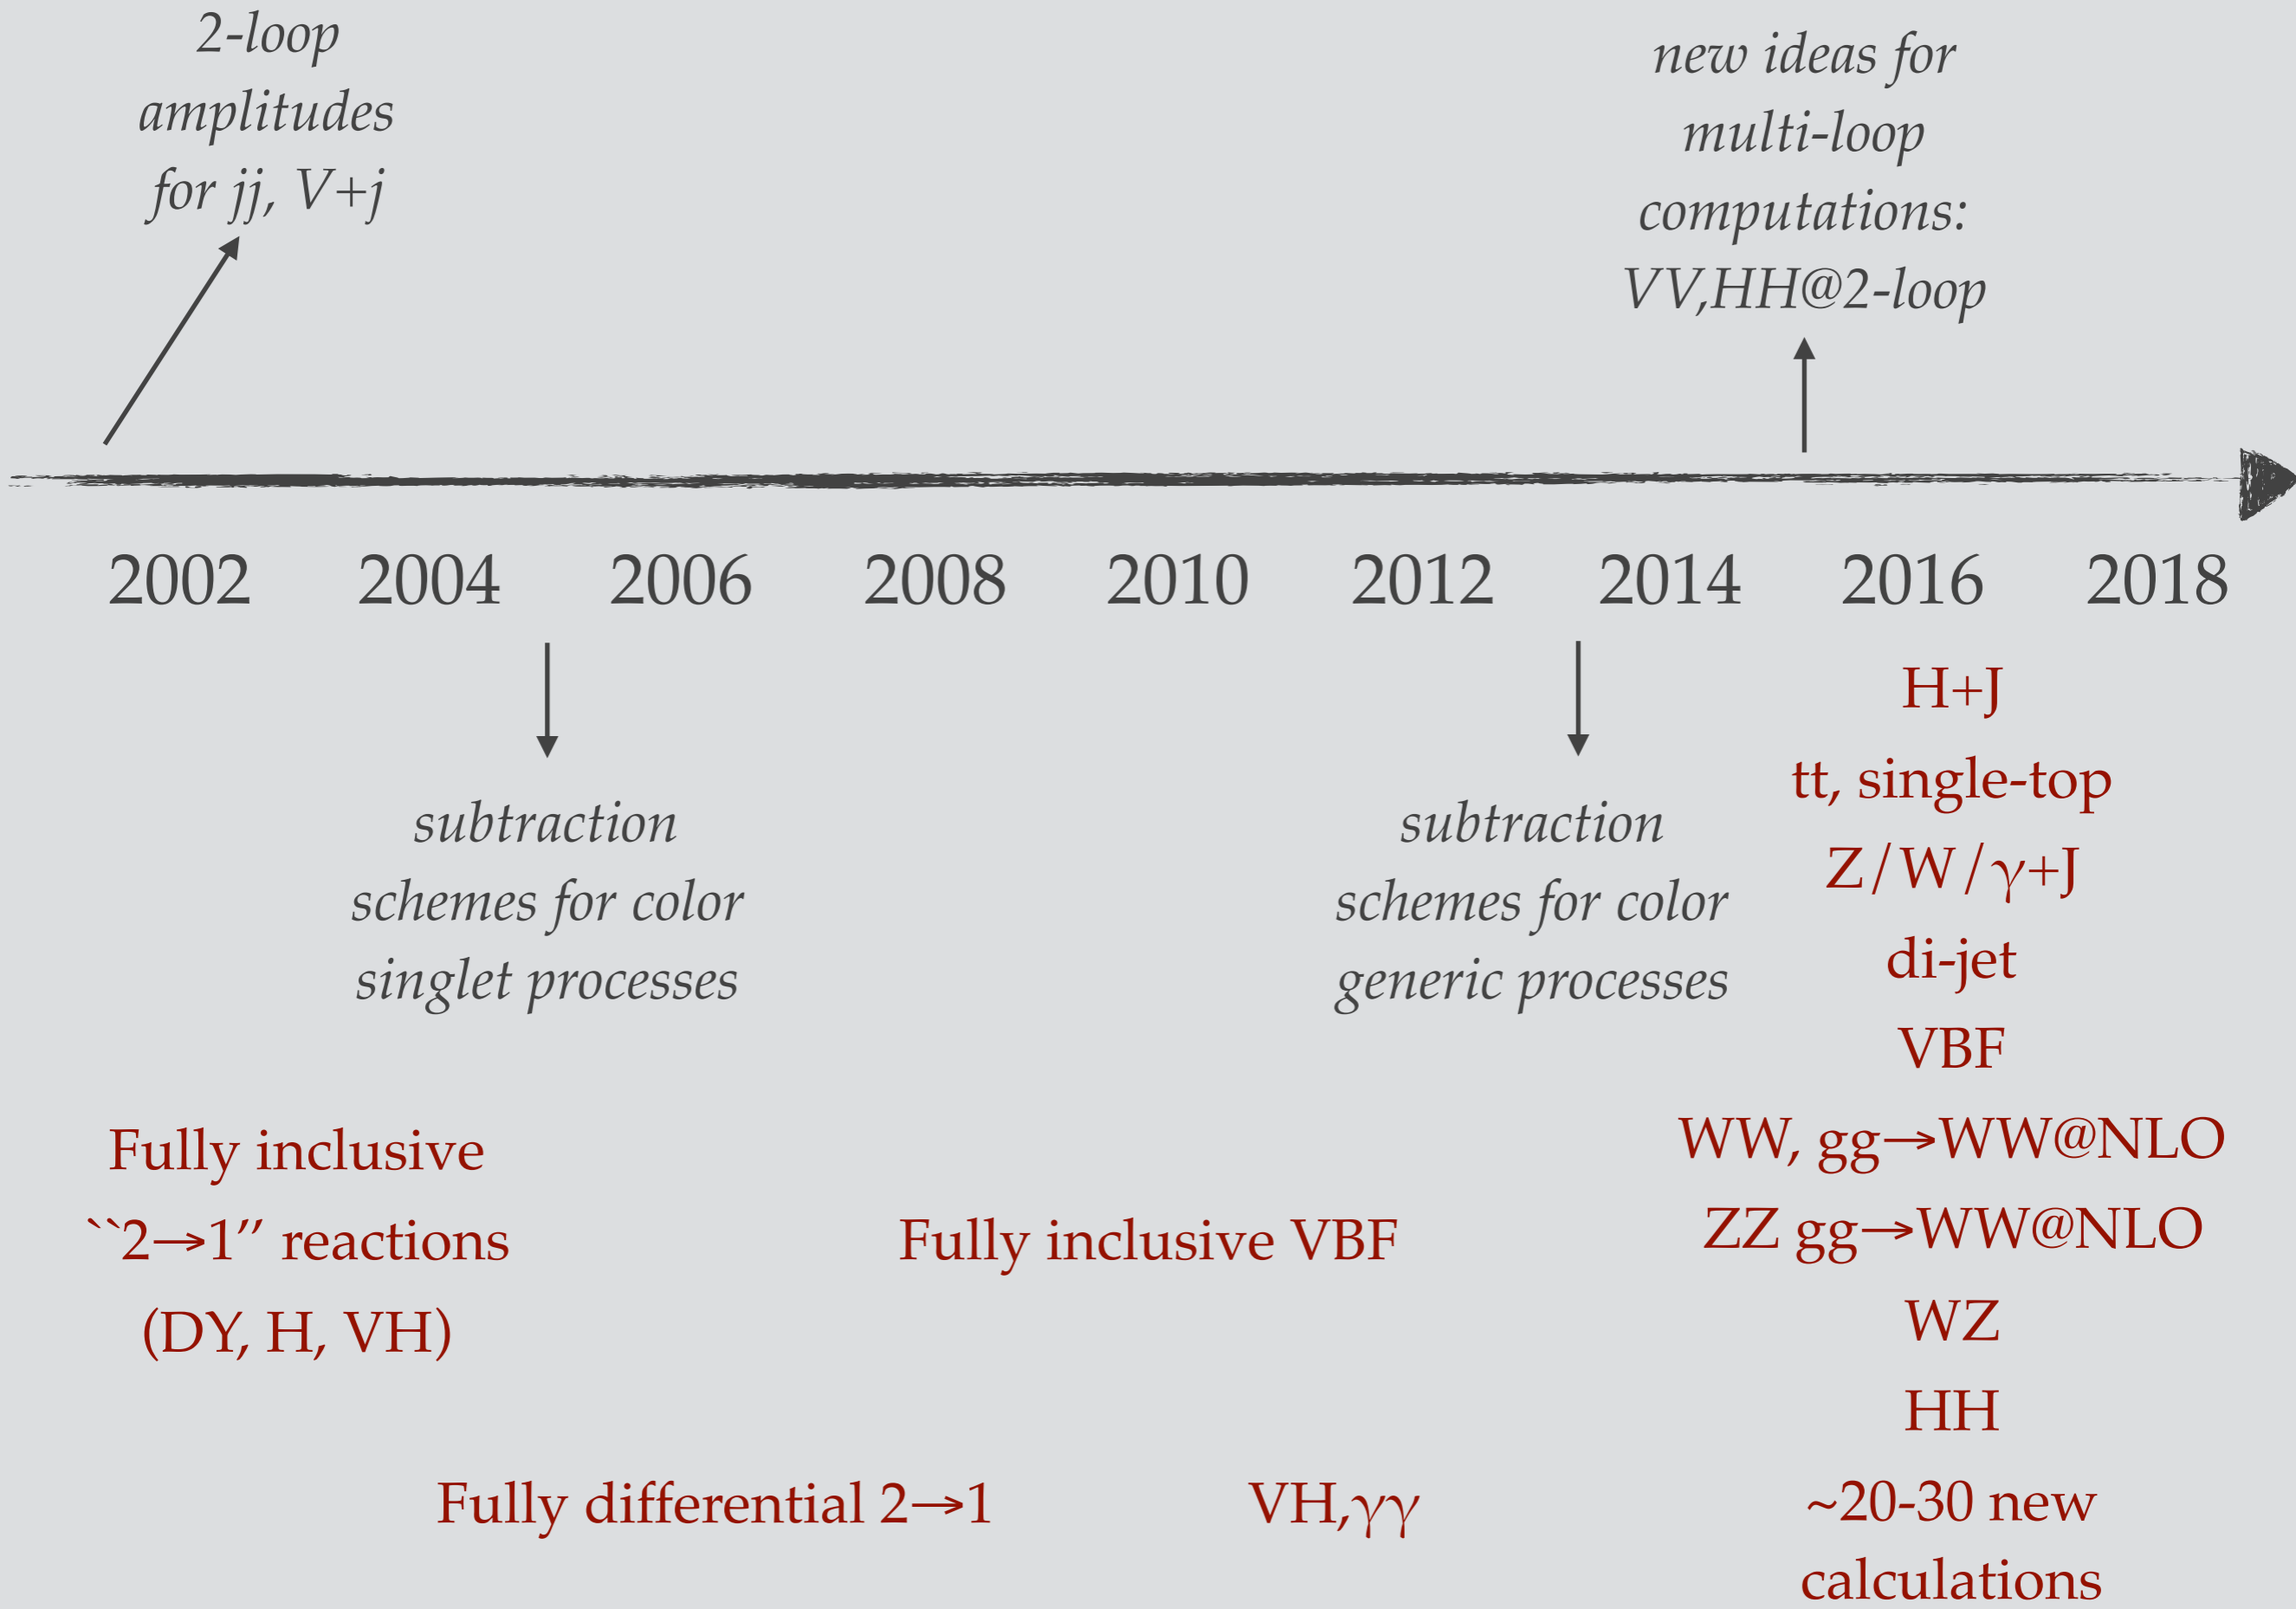 2-loop
amplitudes
for jj, V+j
new ideas for
multi-loop
computations:
VV,HH@2-loop
2002 2004 2006 2008 2010 2012 2014 2016 2018
subtraction
schemes for color
singlet processes
subtraction
schemes for color
generic processes
H+J
tt, single-top
Z/W/γ+J
di-jet
VBF
WW, gg→WW@NLO
ZZ gg→WW@NLO
WZ
HH
~20-30 new
calculations
Fully inclusive
``2→1” reactions
(DY, H, VH)
Fully inclusive VBF
Fully differential 2→1
VH,γγ